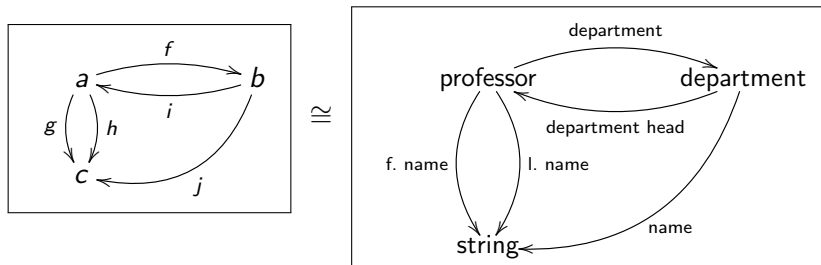 f
a
b
i
g
h
c
j
≅
department
professor
department
department head
f. name
l. name
name
string